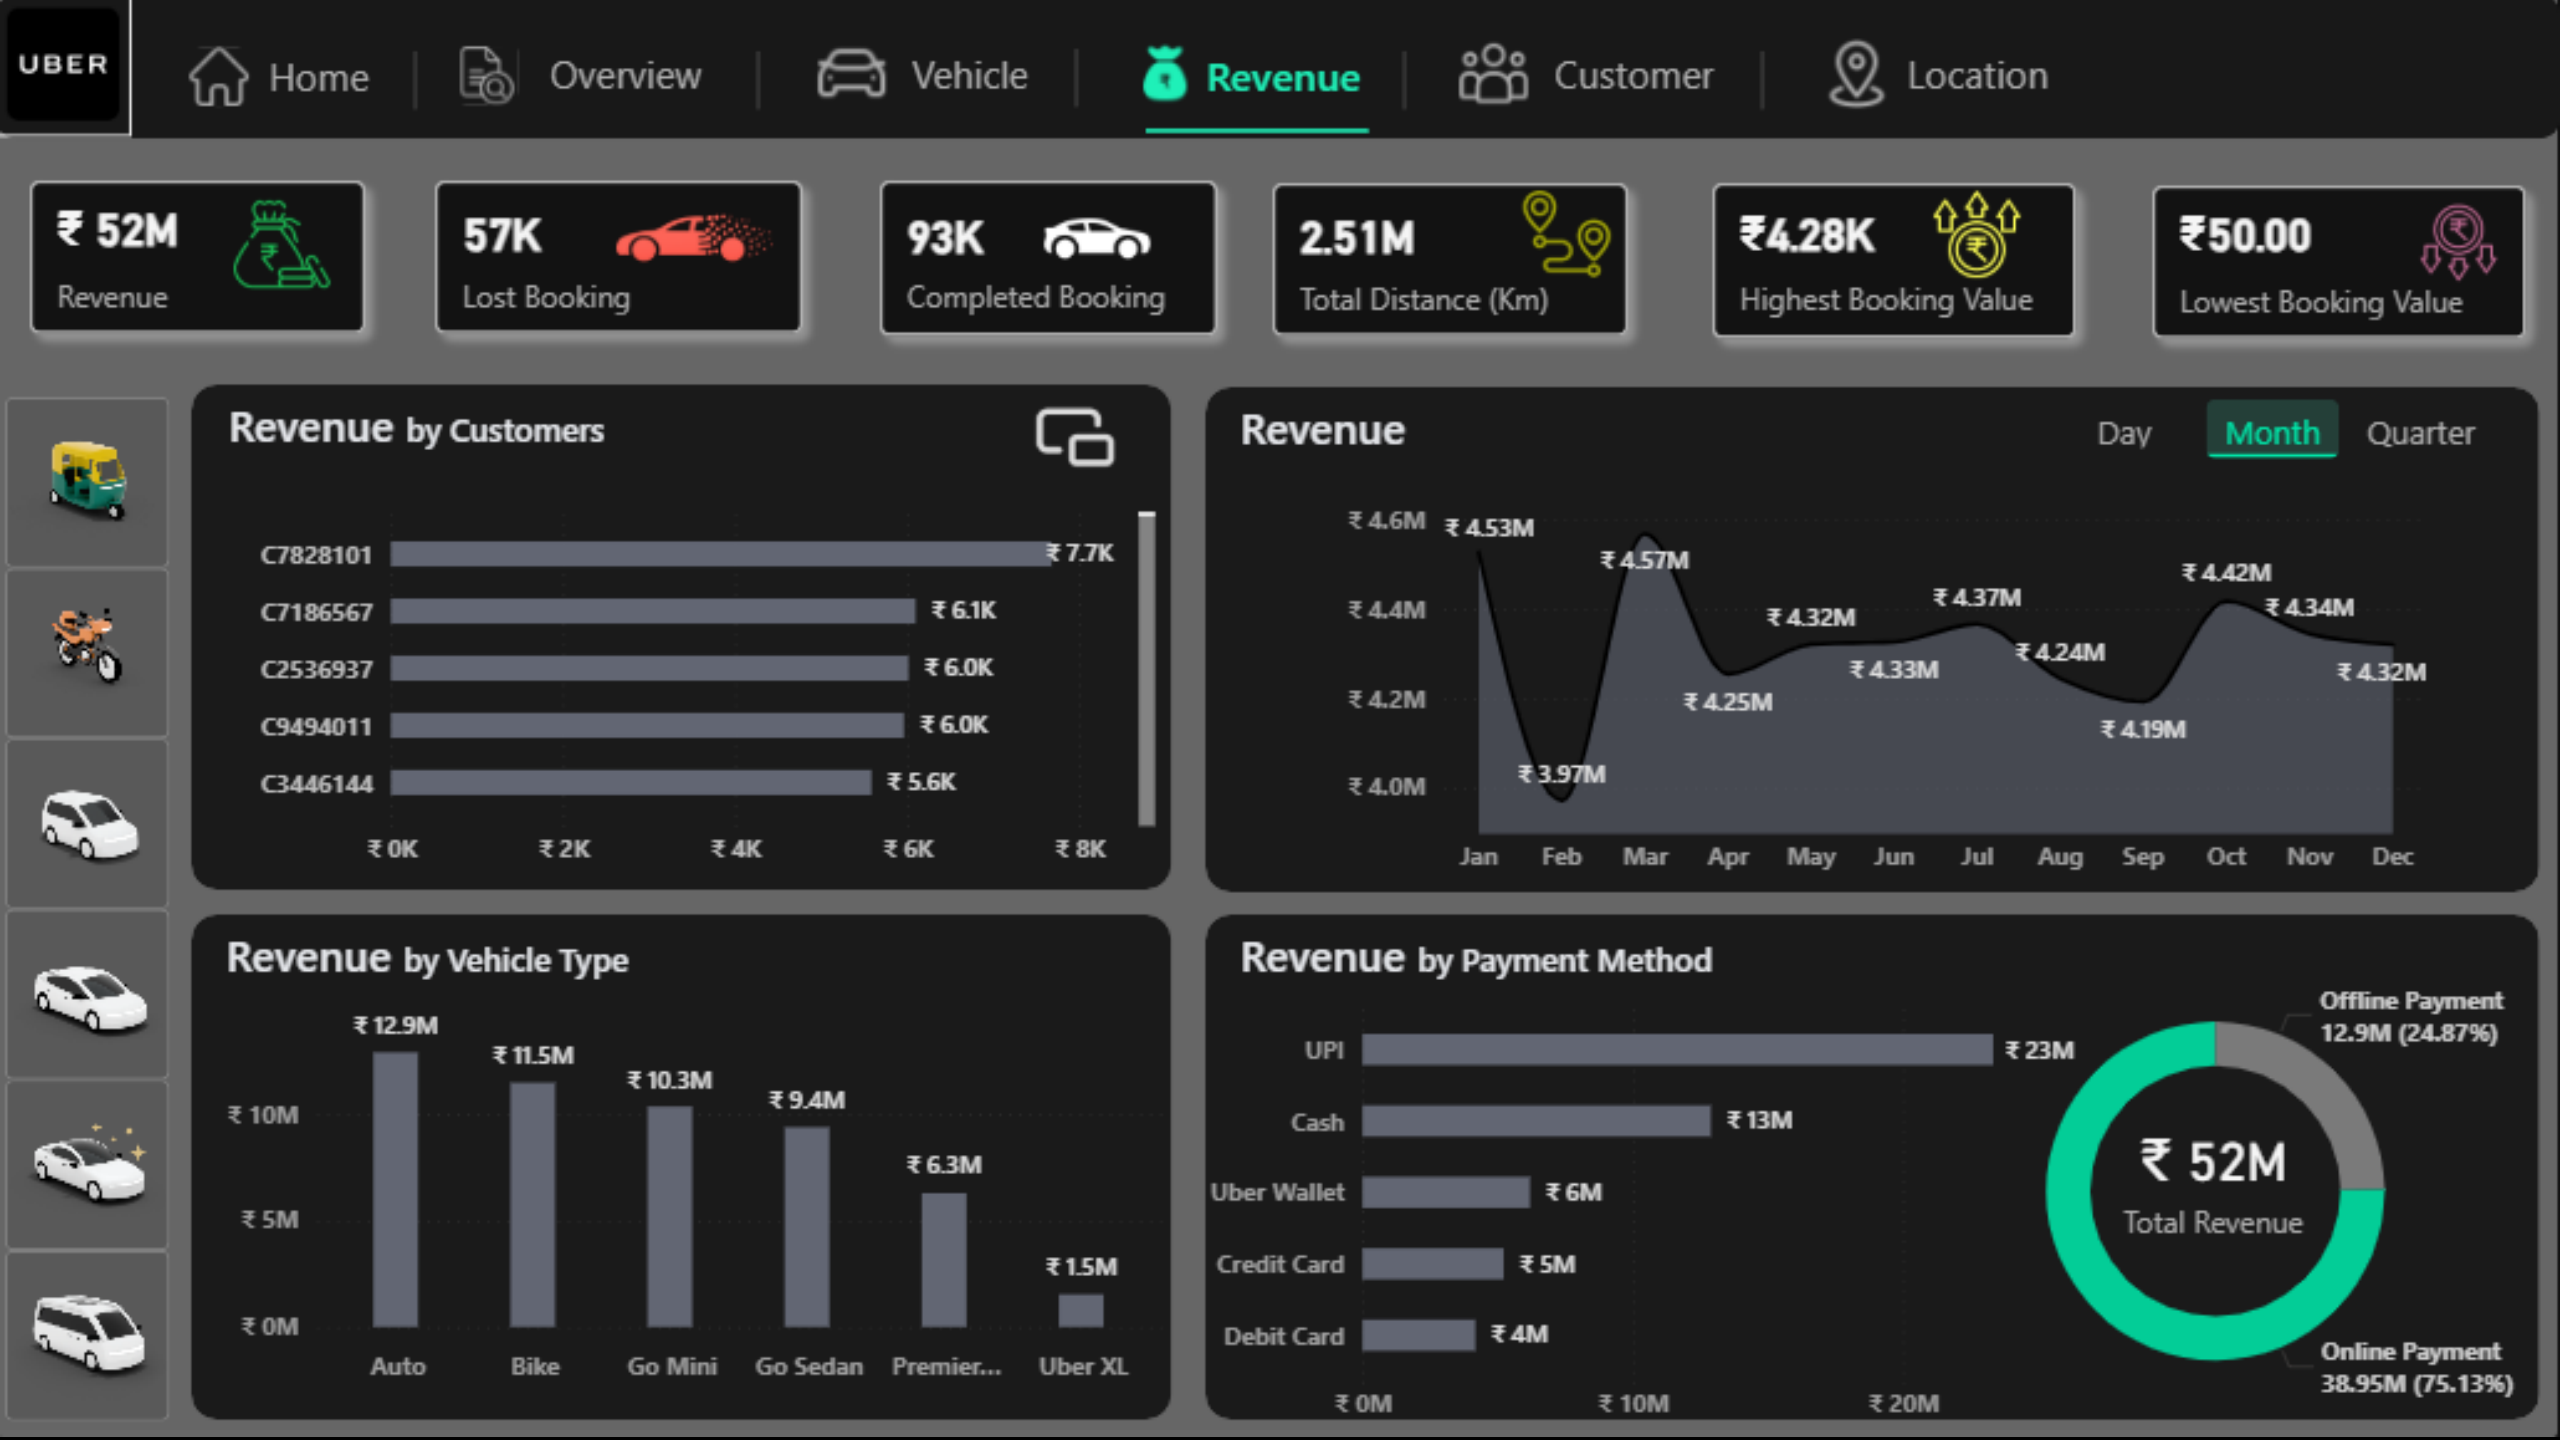 UBER
Home
Overview
Vehicle
Revenue
Customer
Location
₹ 52M
Revenue
57K
Lost Booking
93K
Completed Booking
2.51M
Total Distance (Km)
₹4.28K
Highest Booking Value
₹50.00
Lowest Booking Value
Revenue by Customers
C7828101 ₹ 7.7K
C7186567 ₹ 6.1K
C2536937 ₹ 6.0K
C9494011 ₹ 6.0K
C3446144 ₹ 5.6K
₹ 0K ₹ 2K ₹ 4K ₹ 6K ₹ 8K
Revenue
Day Month Quarter
₹ 4.6M
₹ 4.4M
₹ 4.2M
₹ 4.0M
₹ 4.53M
₹ 3.97M
₹ 4.57M
₹ 4.25M
₹ 4.32M
₹ 4.33M
₹ 4.37M
₹ 4.24M
₹ 4.19M
₹ 4.42M
₹ 4.34M
₹ 4.32M
Jan Feb Mar Apr May Jun Jul Aug Sep Oct Nov Dec
Revenue by Vehicle Type
₹ 10M
₹ 5M
₹ 0M
₹ 12.9M
₹ 11.5M
₹ 10.3M
₹ 9.4M
₹ 6.3M
₹ 1.5M
Auto Bike Go Mini Go Sedan Premier... Uber XL
Revenue by Payment Method
UPI ₹ 23M
Cash ₹ 13M
Uber Wallet ₹ 6M
Credit Card ₹ 5M
Debit Card ₹ 4M
₹ 0M ₹ 10M ₹ 20M
Offline Payment
12.9M (24.87%)
₹ 52M
Total Revenue
Online Payment
38.95M (75.13%)